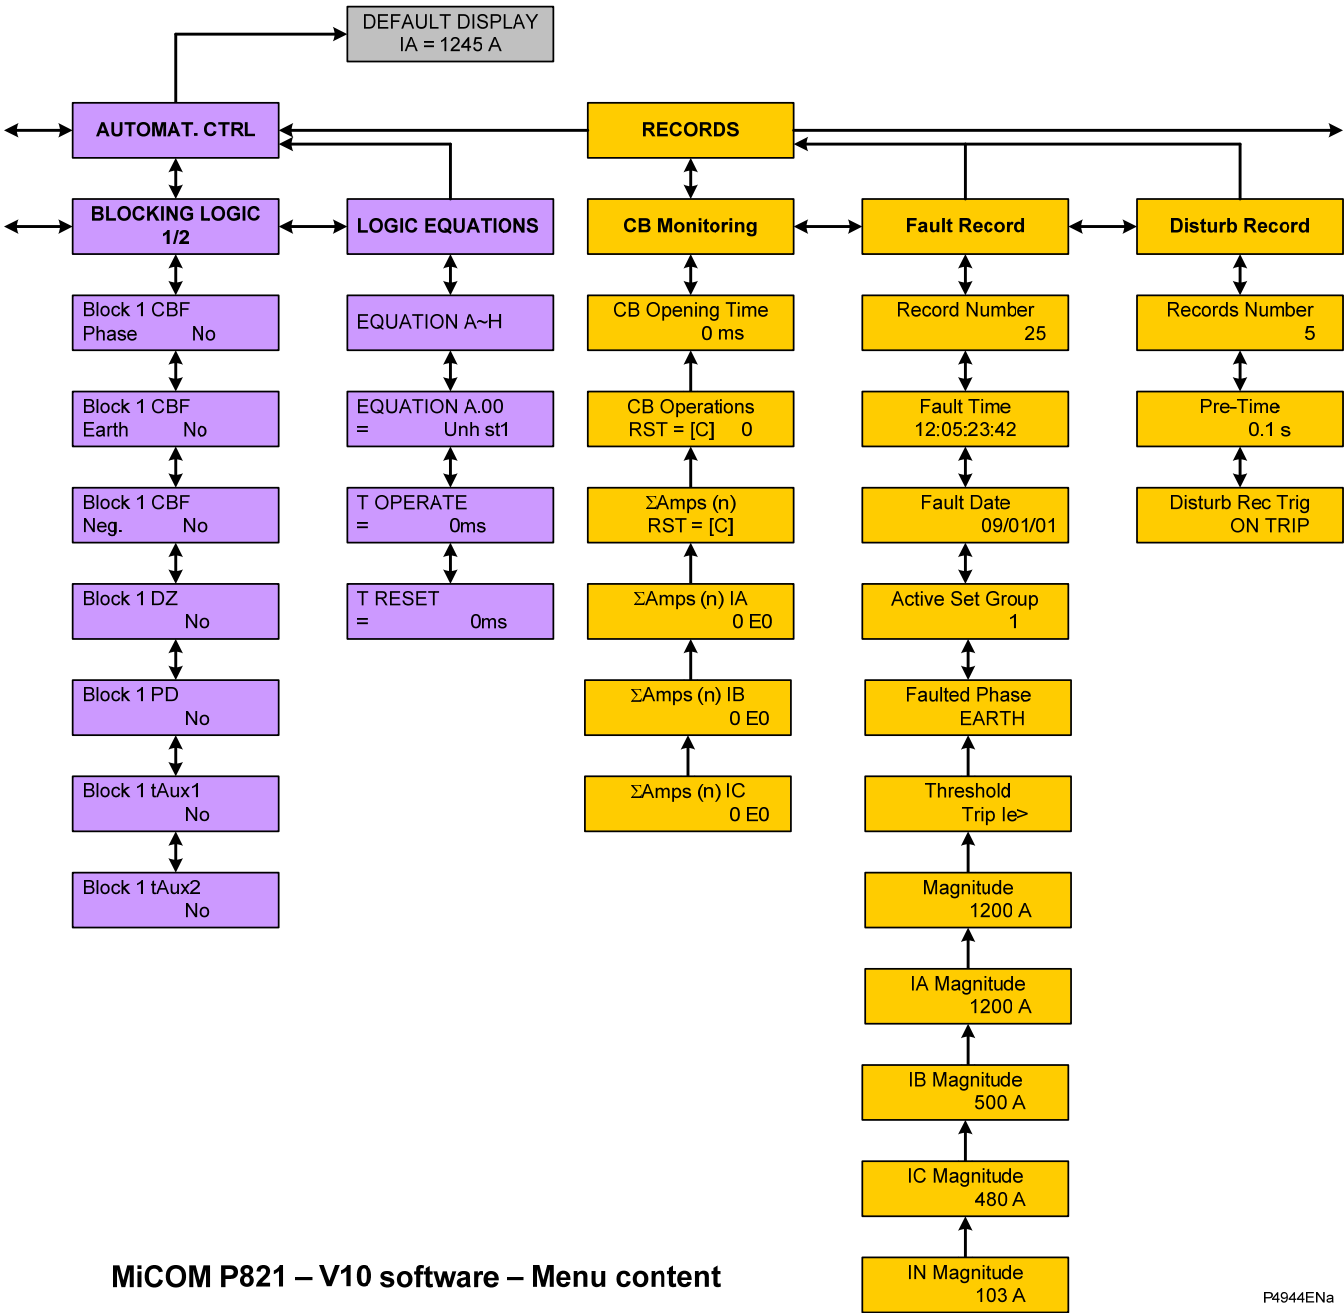 DEFAULT DISPLAY
IA = 1245 A
AUTOMAT. CTRL
RECORDS
BLOCKING LOGIC
1/2
LOGIC EQUATIONS
CB Monitoring
Fault Record
Disturb Record
Block 1 CBF
Phase No
EQUATION A~H
CB Opening Time
0 ms
Record Number
25
Records Number
5
Block 1 CBF
Earth No
EQUATION A.00
= Unh st1
CB Operations
RST = [C] 0
Fault Time
12:05:23:42
Pre-Time
0.1 s
Block 1 CBF
Neg. No
T OPERATE
= 0ms
ΣAmps (n)
RST = [C]
Fault Date
09/01/01
Disturb Rec Trig
ON TRIP
Block 1 DZ
No
T RESET
= 0ms
ΣAmps (n) IA
0 E0
Active Set Group
1
Block 1 PD
No
ΣAmps (n) IB
0 E0
Faulted Phase
EARTH
Block 1 tAux1
No
ΣAmps (n) IC
0 E0
Threshold
Trip Ie>
Block 1 tAux2
No
Magnitude
1200 A
IA Magnitude
1200 A
IB Magnitude
500 A
IC Magnitude
480 A
IN Magnitude
103 A
MiCOM P821 – V10 software – Menu content
P4944ENa